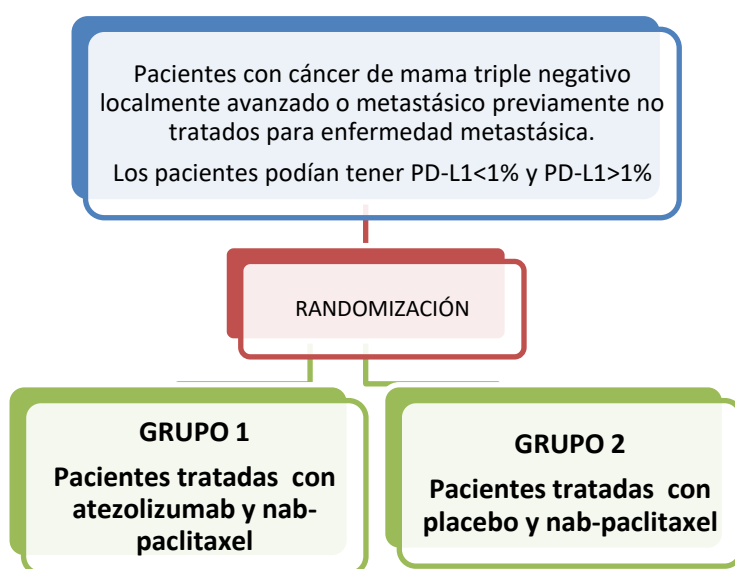 Pacientes con cáncer de mama triple negativo
localmente avanzado o metastásico previamente no
tratados para enfermedad metastásica.
Los pacientes podían tener PD-L1<1% y PD-L1>1%
RANDOMIZACIÓN
GRUPO 1
Pacientes tratadas con
atezolizumab y nab-
paclitaxel
GRUPO 2
Pacientes tratadas con
placebo y nab-paclitaxel